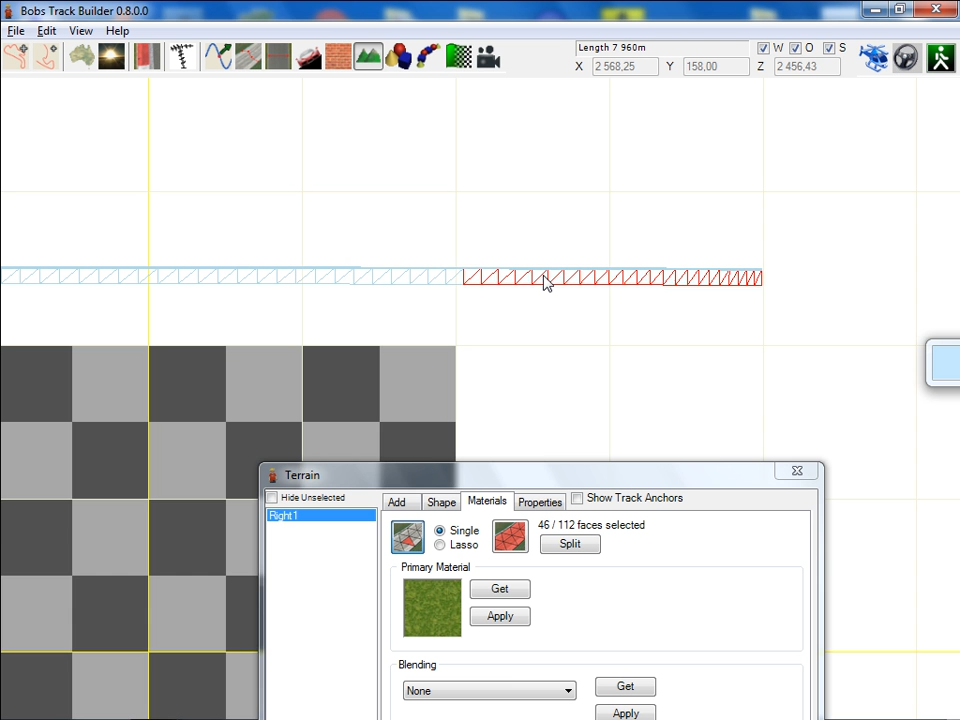 Bobs Track Builder 0.8.0.0
File Edit View Help
Length 7 960m
W O S
X 2 568,25 Y 158,00 Z 2 456,43
Terrain
Hide Unselected
Right1
Add Shape Materials Properties Show Track Anchors
Single
Lasso
46 / 112 faces selected
Split
Primary Material
Get
Apply
Blending
None
Get
Apply